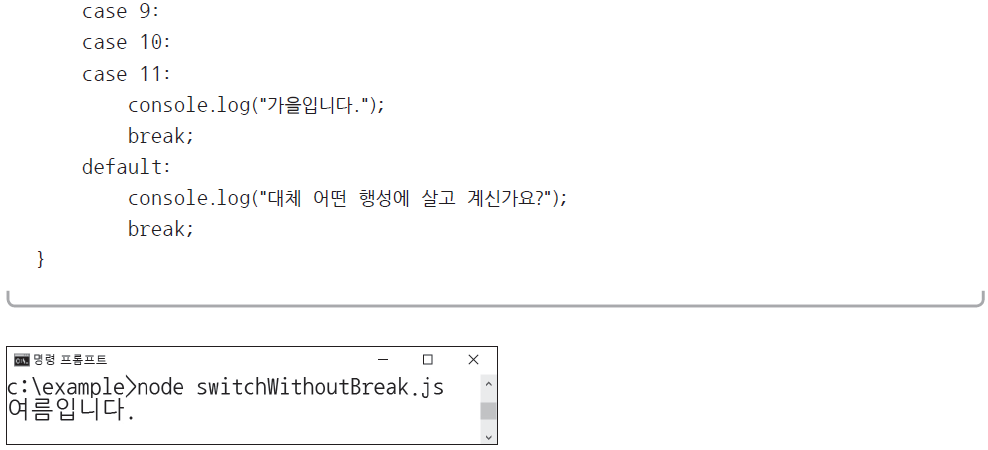 case 9:
case 10:
case 11:
console.log("가을입니다.");
break;
default:
console.log("대체 어떤 행성에 살고 계신가요?");
break;
}
명령 프롬프트
c:\example>node switchWithoutBreak.js
여름입니다.